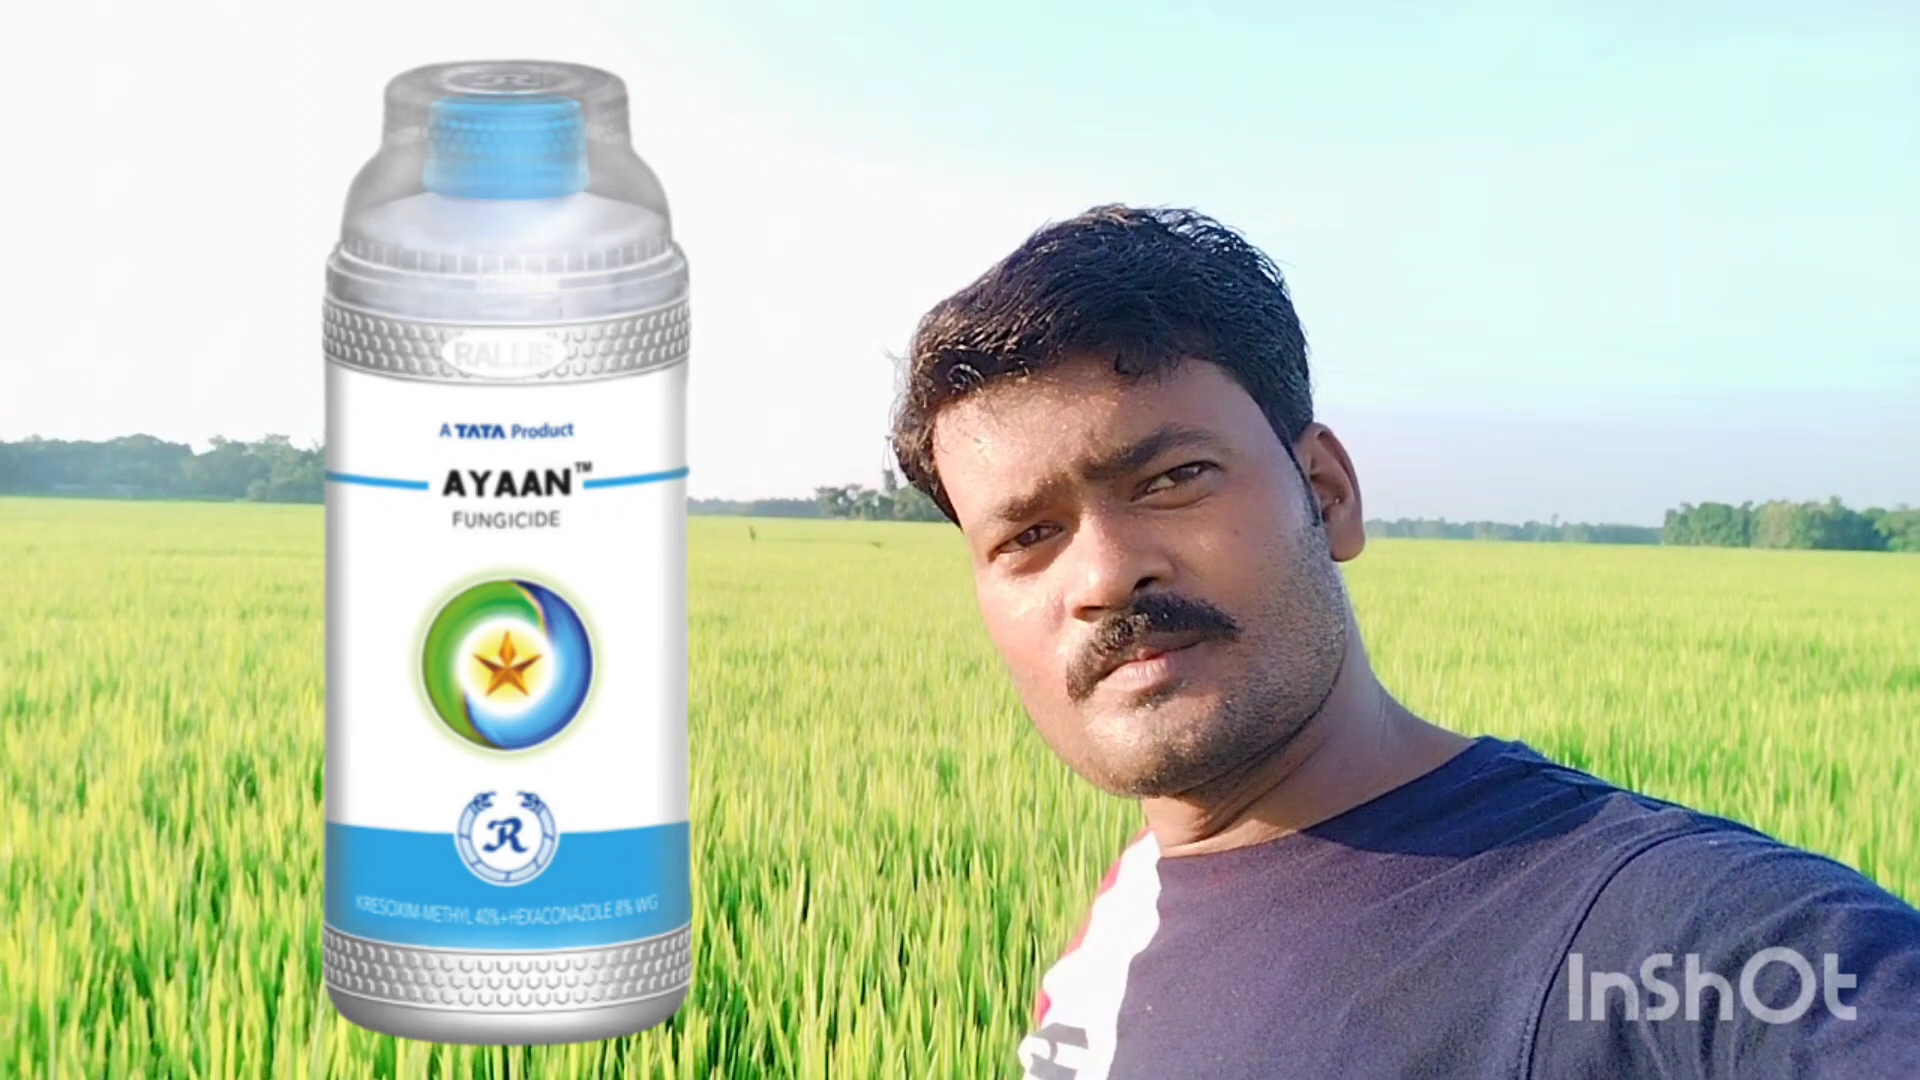 RALLIS
A TATA Product
AYAAN™
FUNGICIDE
R
KRESOXIM-METHYL 40%+HEXACONAZOLE 8% WG
InShOt